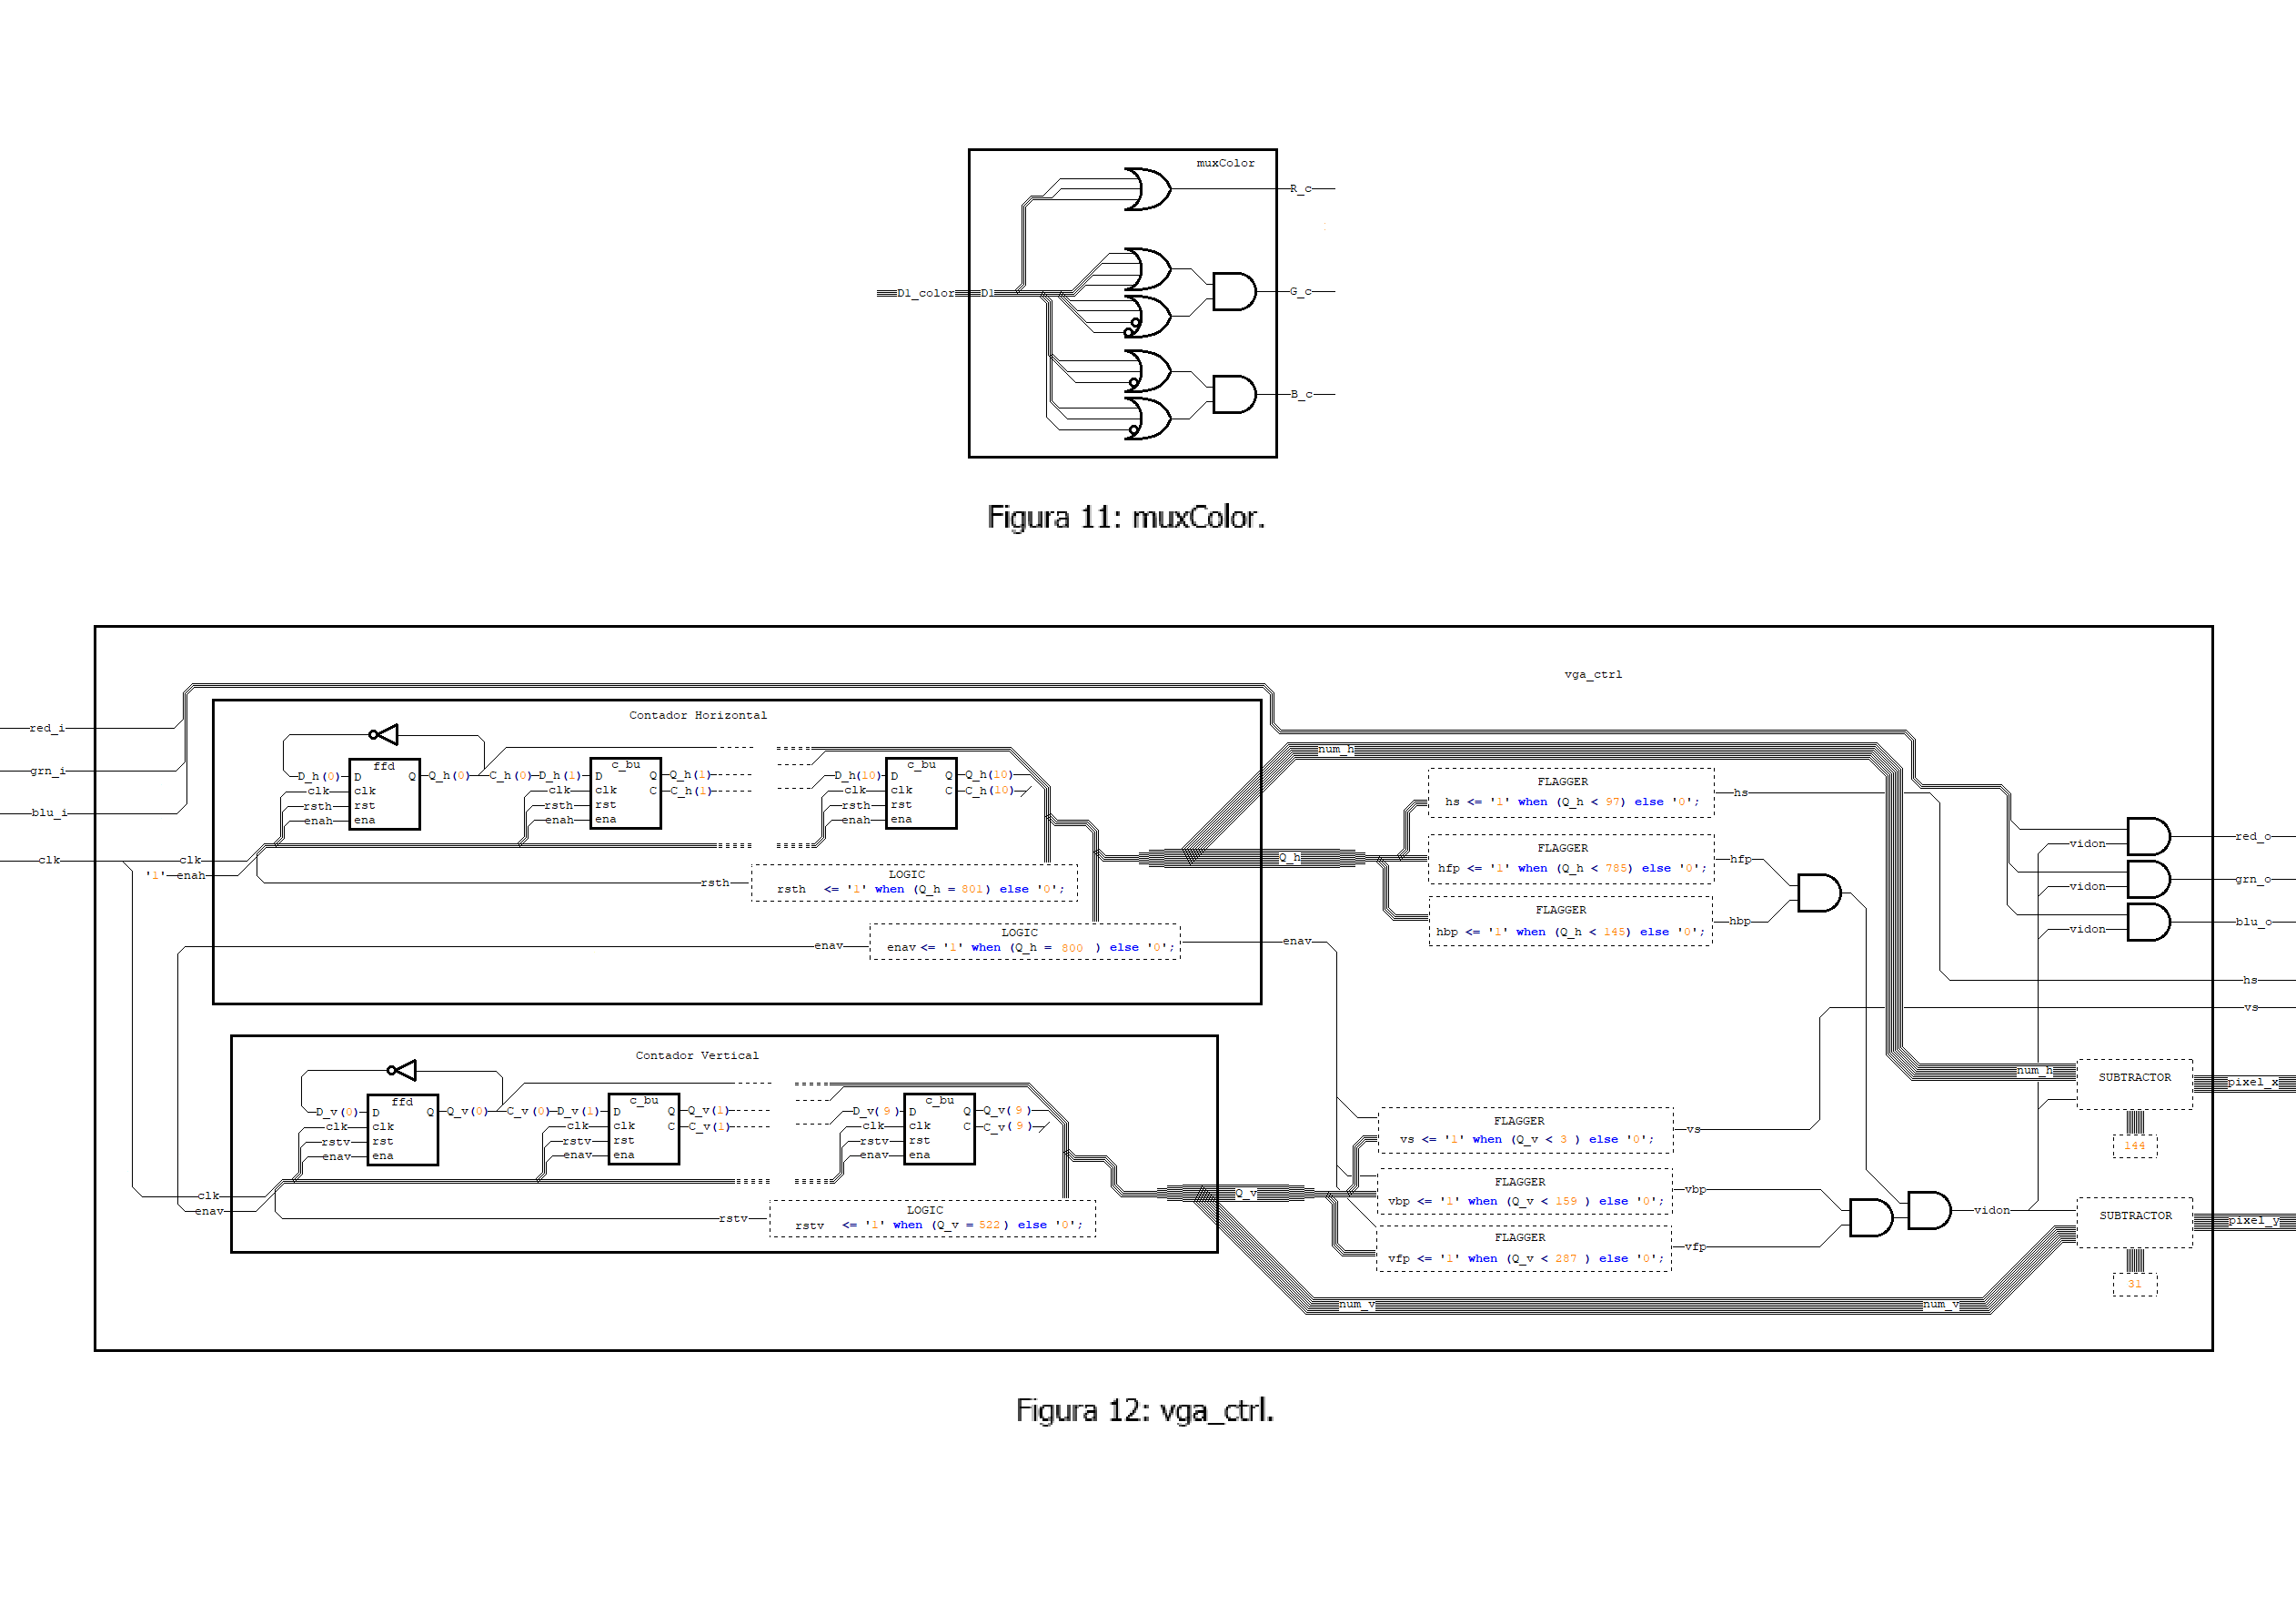 muxColor
R_c
D1_color
D1
G_c
B_c
Figura 11: muxColor.
vga_ctrl
red_i
grn_i
blu_i
clk
clk
'1' enah
Contador Horizontal
ffd
D_h(0) D Q Q_h(0) C_h(0) D_h(1)
clk clk
rsth rst
enah ena
c_bu
D Q Q_h(1)
clk clk C C_h(1)
rsth rst
enah ena
c_bu
D_h(10) D Q Q_h(10)
clk clk C C_h(10)
rsth rst
enah ena
rsth
LOGIC
rsth <= '1' when (Q_h = 801) else '0';
enav
LOGIC
enav <= '1' when (Q_h = 800 ) else '0';
enav
num_h
Q_h
FLAGGER
hs <= '1' when (Q_h < 97) else '0';
hs
FLAGGER
hfp <= '1' when (Q_h < 785) else '0';
hfp
FLAGGER
hbp <= '1' when (Q_h < 145) else '0';
hbp
vidon
red_o
vidon
grn_o
vidon
blu_o
hs
vs
Contador Vertical
ffd
D_v(0) D Q Q_v(0) C_v(0) D_v(1)
clk clk
rstv rst
enav ena
c_bu
D Q Q_v(1)
clk clk C C_v(1)
rstv rst
enav ena
c_bu
D_v( 9 ) D Q Q_v( 9 )
clk clk C C_v( 9 )
rstv rst
enav ena
clk
enav
rstv
LOGIC
rstv <= '1' when (Q_v = 522 ) else '0';
Q_v
FLAGGER
vs <= '1' when (Q_v < 3 ) else '0';
vs
FLAGGER
vbp <= '1' when (Q_v < 159 ) else '0';
vbp
FLAGGER
vfp <= '1' when (Q_v < 287 ) else '0';
vfp
vidon
num_h
SUBTRACTOR
pixel_x
144
SUBTRACTOR
pixel_y
31
num_v
num_v
Figura 12: vga_ctrl.